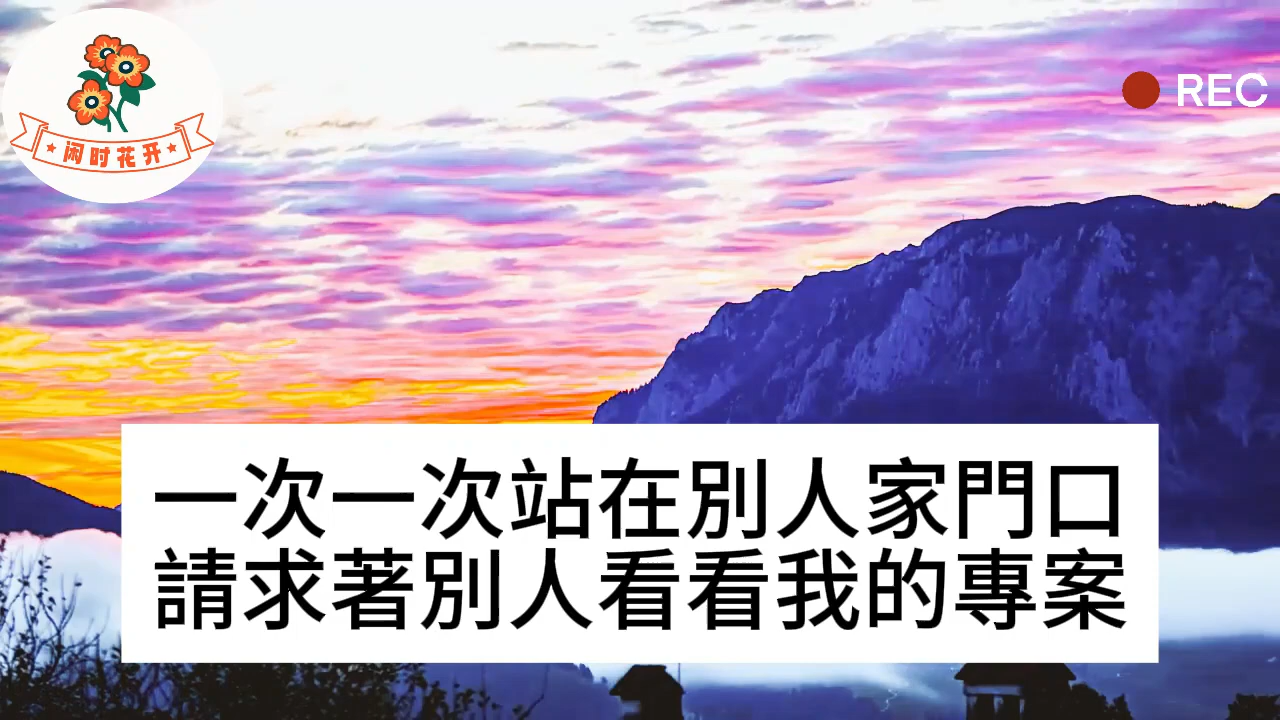 闲时花开
REC
一次一次站在別人家門口
請求著別人看看我的專案